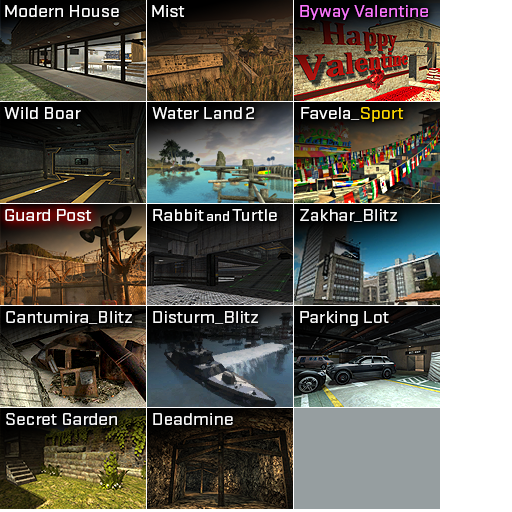 Modern House
Mist
Byway Valentine
Happy
Valentine
Wild Boar
Water Land 2
Favela_Sport
Guard Post
Rabbit and Turtle
Zakhar_Blitz
Cantumira_Blitz
Disturm_Blitz
Parking Lot
Secret Garden
Deadmine